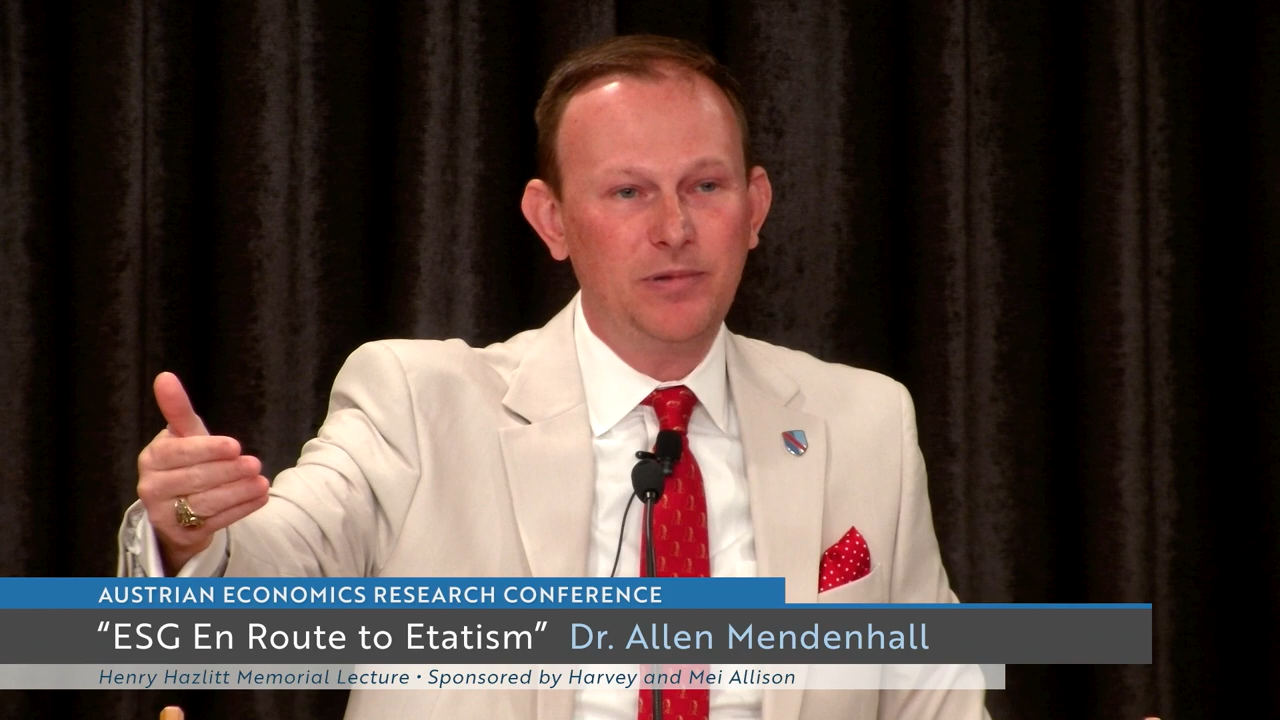 AUSTRIAN ECONOMICS RESEARCH CONFERENCE
“ESG En Route to Etatism” Dr. Allen Mendenhall
Henry Hazlitt Memorial Lecture • Sponsored by Harvey and Mei Allison